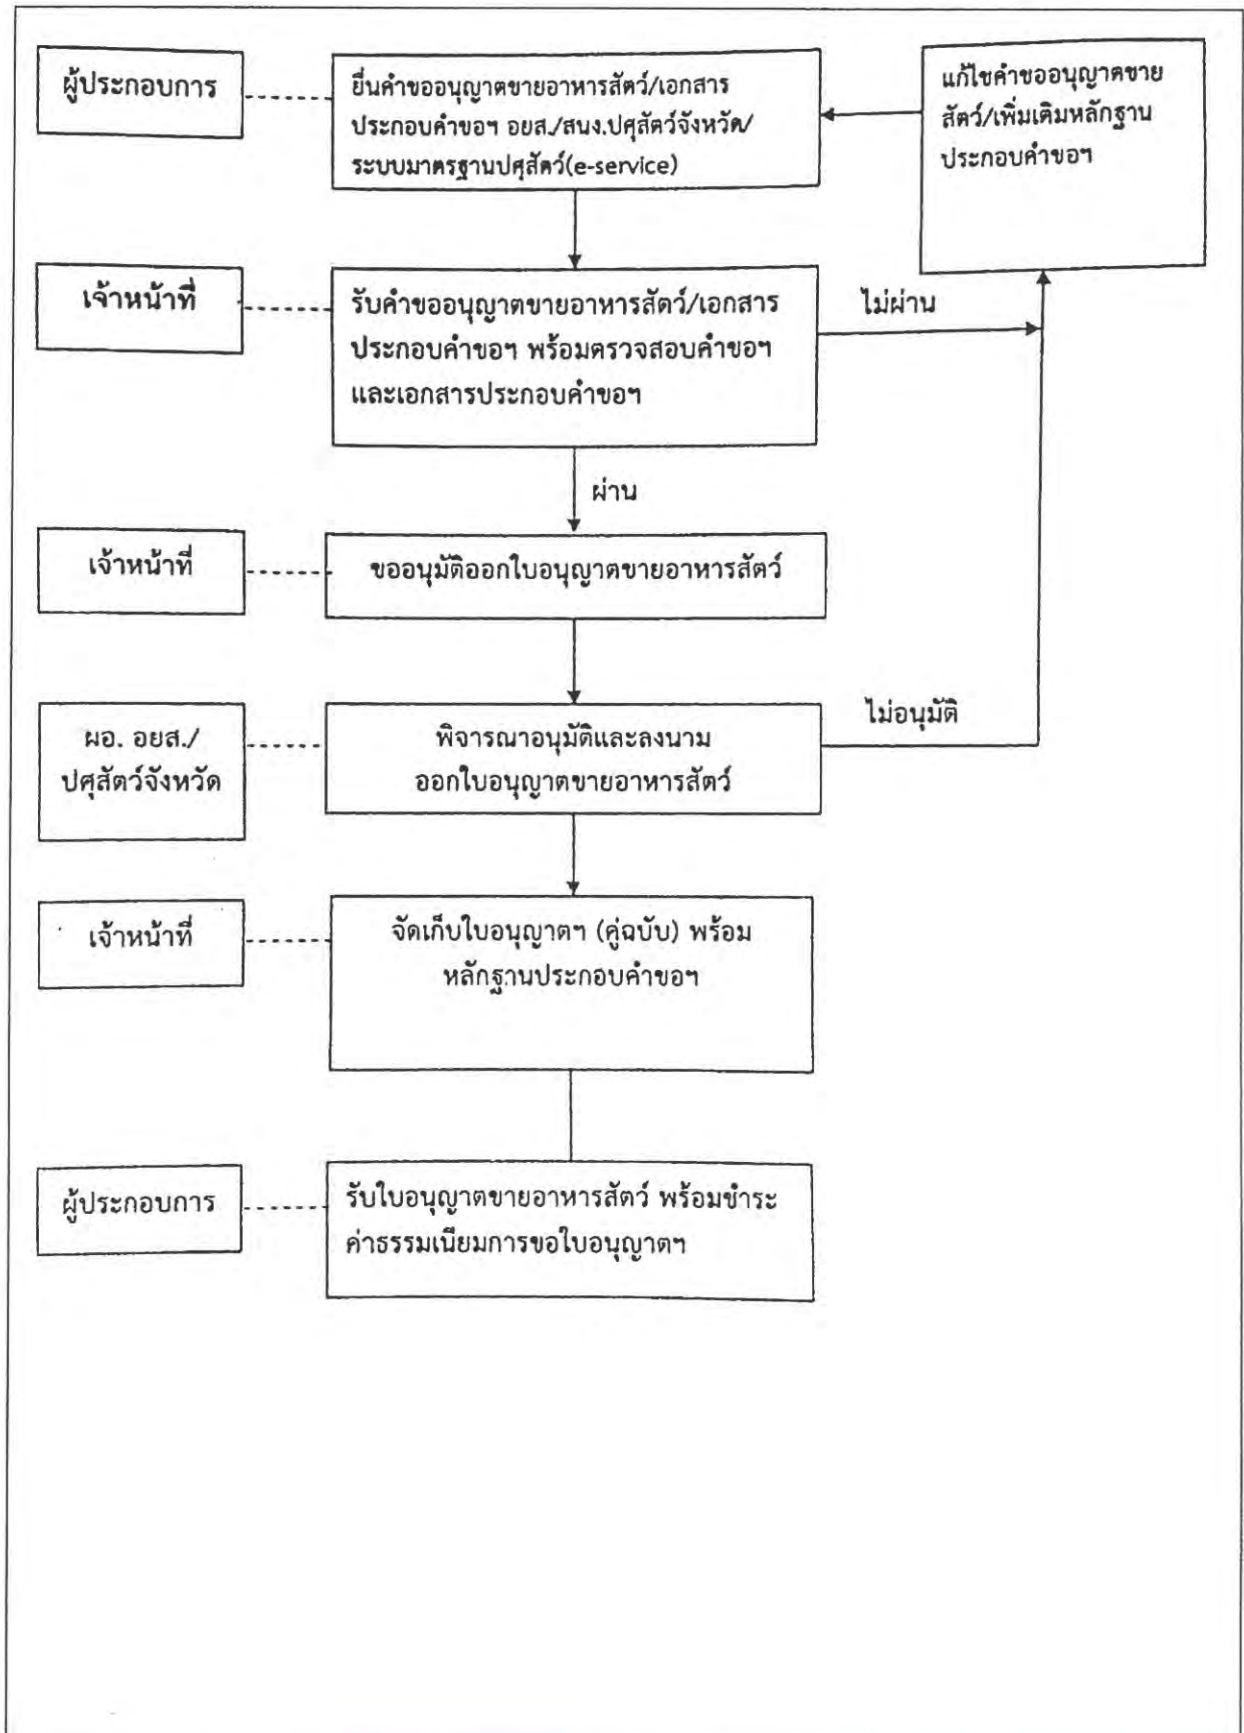 ผู้ประกอบการ
ยื่นคำขออนุญาตขายอาหารสัตว์/เอกสาร
ประกอบคำขอฯ อยส./สนง.ปศุสัตว์จังหวัด/
ระบบมาตรฐานปศุสัตว์(e-service)
แก้ไขคำขออนุญาตขาย
สัตว์/เพิ่มเติมหลักฐาน
ประกอบคำขอฯ
เจ้าหน้าที่
รับคำขออนุญาตขายอาหารสัตว์/เอกสาร
ประกอบคำขอฯ พร้อมตรวจสอบคำขอฯ
และเอกสารประกอบคำขอฯ
ไม่ผ่าน
ผ่าน
เจ้าหน้าที่
ขออนุมัติออกใบอนุญาตขายอาหารสัตว์
ผอ. อยส./
ปศุสัตว์จังหวัด
พิจารณาอนุมัติและลงนาม
ออกใบอนุญาตขายอาหารสัตว์
ไม่อนุมัติ
เจ้าหน้าที่
จัดเก็บใบอนุญาตฯ (คู่ฉบับ) พร้อม
หลักฐานประกอบคำขอฯ
ผู้ประกอบการ
รับใบอนุญาตขายอาหารสัตว์ พร้อมชำระ
ค่าธรรมเนียมการขอใบอนุญาตฯ